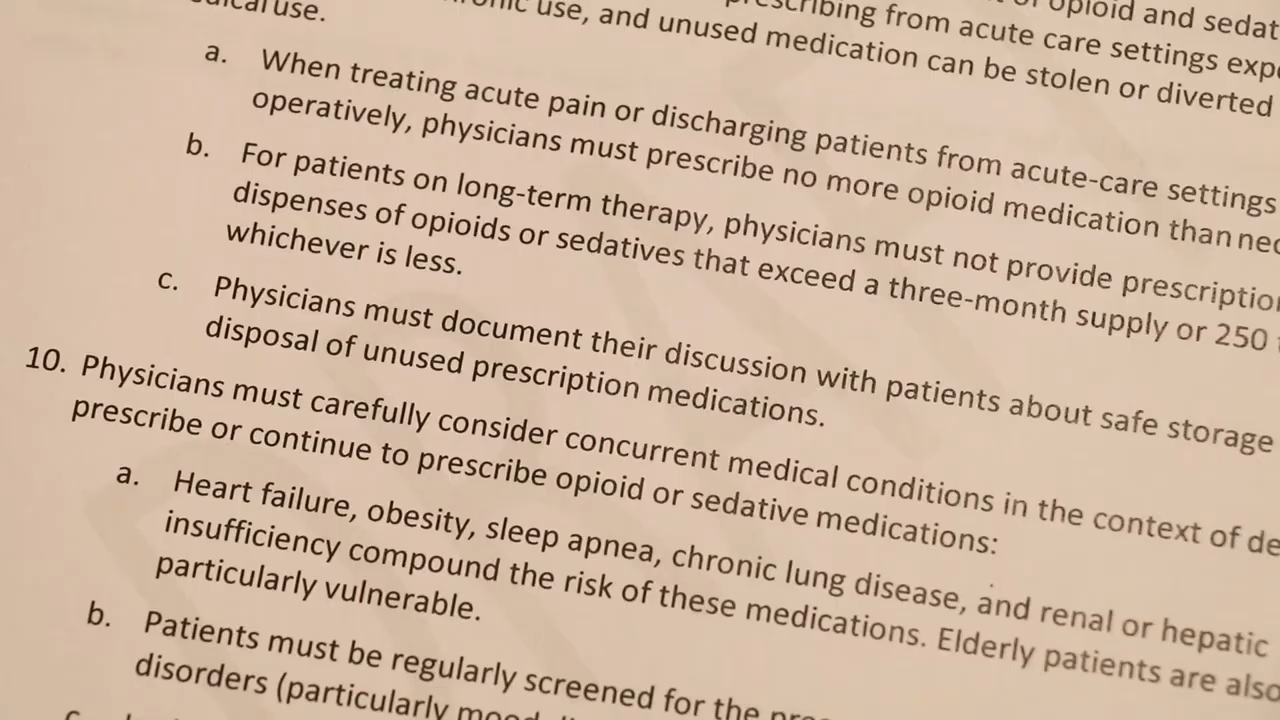 of opioid and
use, and unused medication can be stolen or diverted
prescribing from acute care settings
use.
a. When treating acute pain or discharging patients from acute-care settings
operatively, physicians must prescribe no more opioid medication than
b. For patients on long-term therapy, physicians must not provide
dispenses of opioids or sedatives that exceed a three-month supply or 250
whichever is less.
c. Physicians must document their discussion with patients about safe storage
disposal of unused prescription medications.
10. Physicians must carefully consider concurrent medical conditions in the context of
prescribe or continue to prescribe opioid or sedative medications:
a. Heart failure, obesity, sleep apnea, chronic lung disease, and renal or hepatic
insufficiency compound the risk of these medications. Elderly patients are also
particularly vulnerable.
b. Patients must be regularly screened for the
disorders (particularly